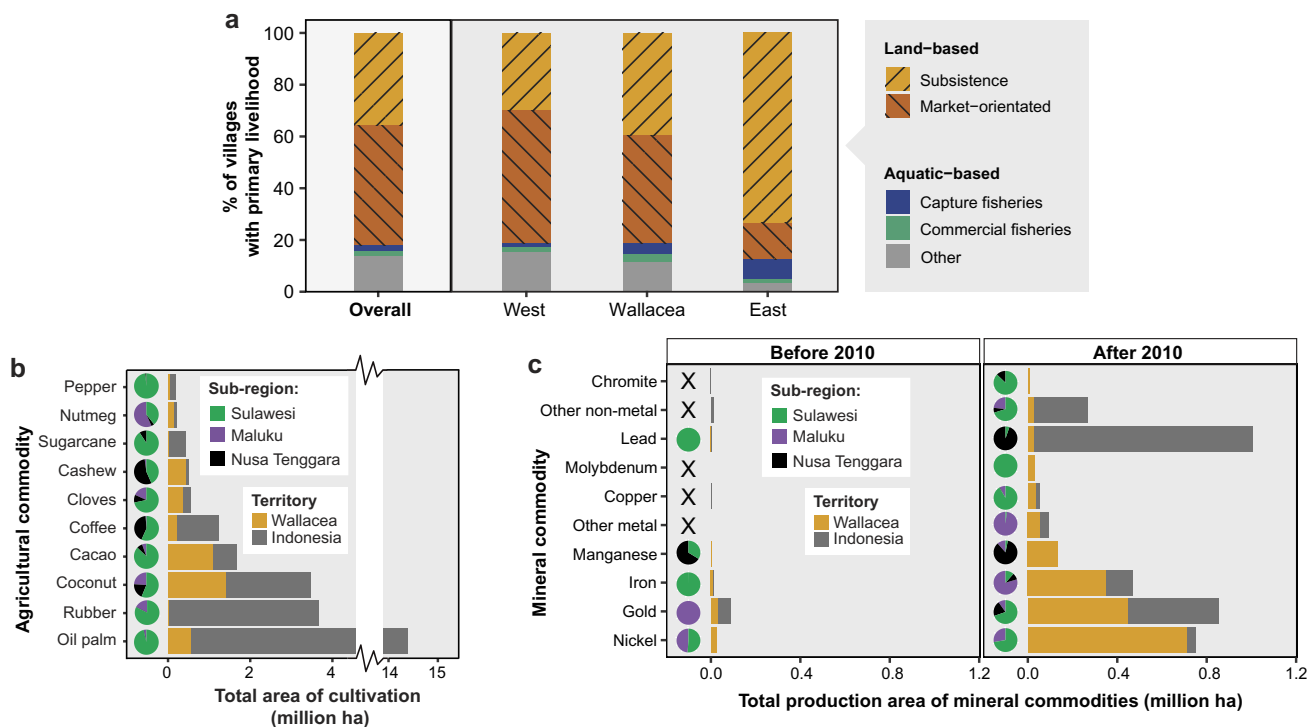 a
% of villages
with primary livelihood
100
80
60
40
20
0
Overall
West
Wallacea
East
Land−based
Subsistence
Market−orientated
Aquatic−based
Capture fisheries
Commercial fisheries
Other
b
Agricultural commodity
Pepper
Nutmeg
Sugarcane
Cashew
Cloves
Coffee
Cacao
Coconut
Rubber
Oil palm
Sub-region:
Sulawesi
Maluku
Nusa Tenggara
Territory
Wallacea
Indonesia
0 1 2 3 4 14 15
Total area of cultivation
(million ha)
c
Before 2010
After 2010
Mineral commodity
Chromite
X
Other non−metal
X
Lead
Molybdenum
X
Copper
X
Other metal
X
Manganese
Iron
Gold
Nickel
Sub-region:
Sulawesi
Maluku
Nusa Tenggara
Territory
Wallacea
Indonesia
0.0 0.4 0.8 1.2
0.0 0.4 0.8 1.2
Total production area of mineral commodities (million ha)